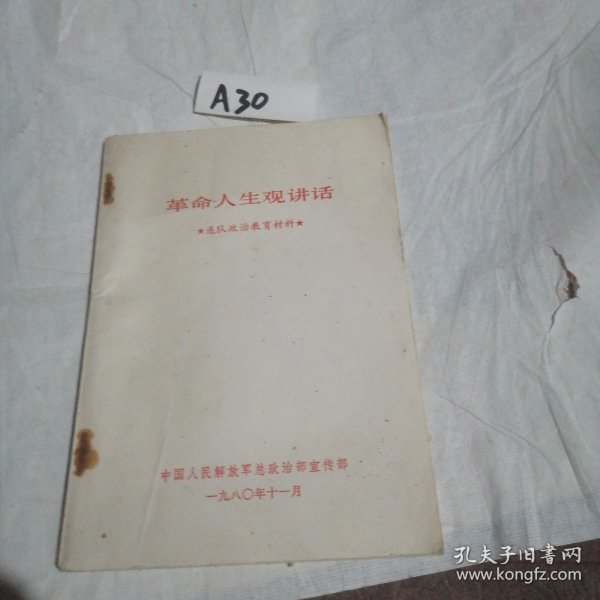 A30
革命人生观讲话
★连队政治教育材料★
中国人民解放军总政治部宣传部
一九八〇年十一月
孔夫子旧书网
www.kongfz.com